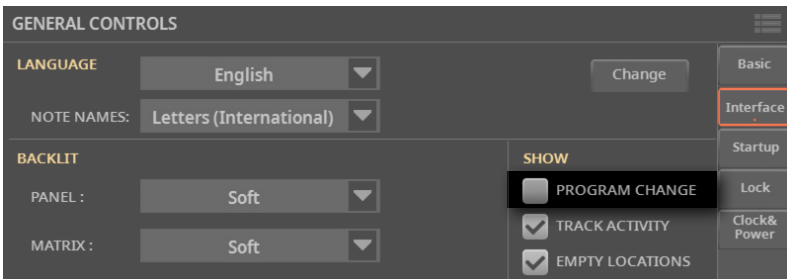 GENERAL CONTROLS
LANGUAGE
English
Change
NOTE NAMES:
Letters (International)
BACKLIT
PANEL :
Soft
MATRIX :
Soft
SHOW
PROGRAM CHANGE
TRACK ACTIVITY
EMPTY LOCATIONS
Basic
Interface
Startup
Lock
Clock&
Power